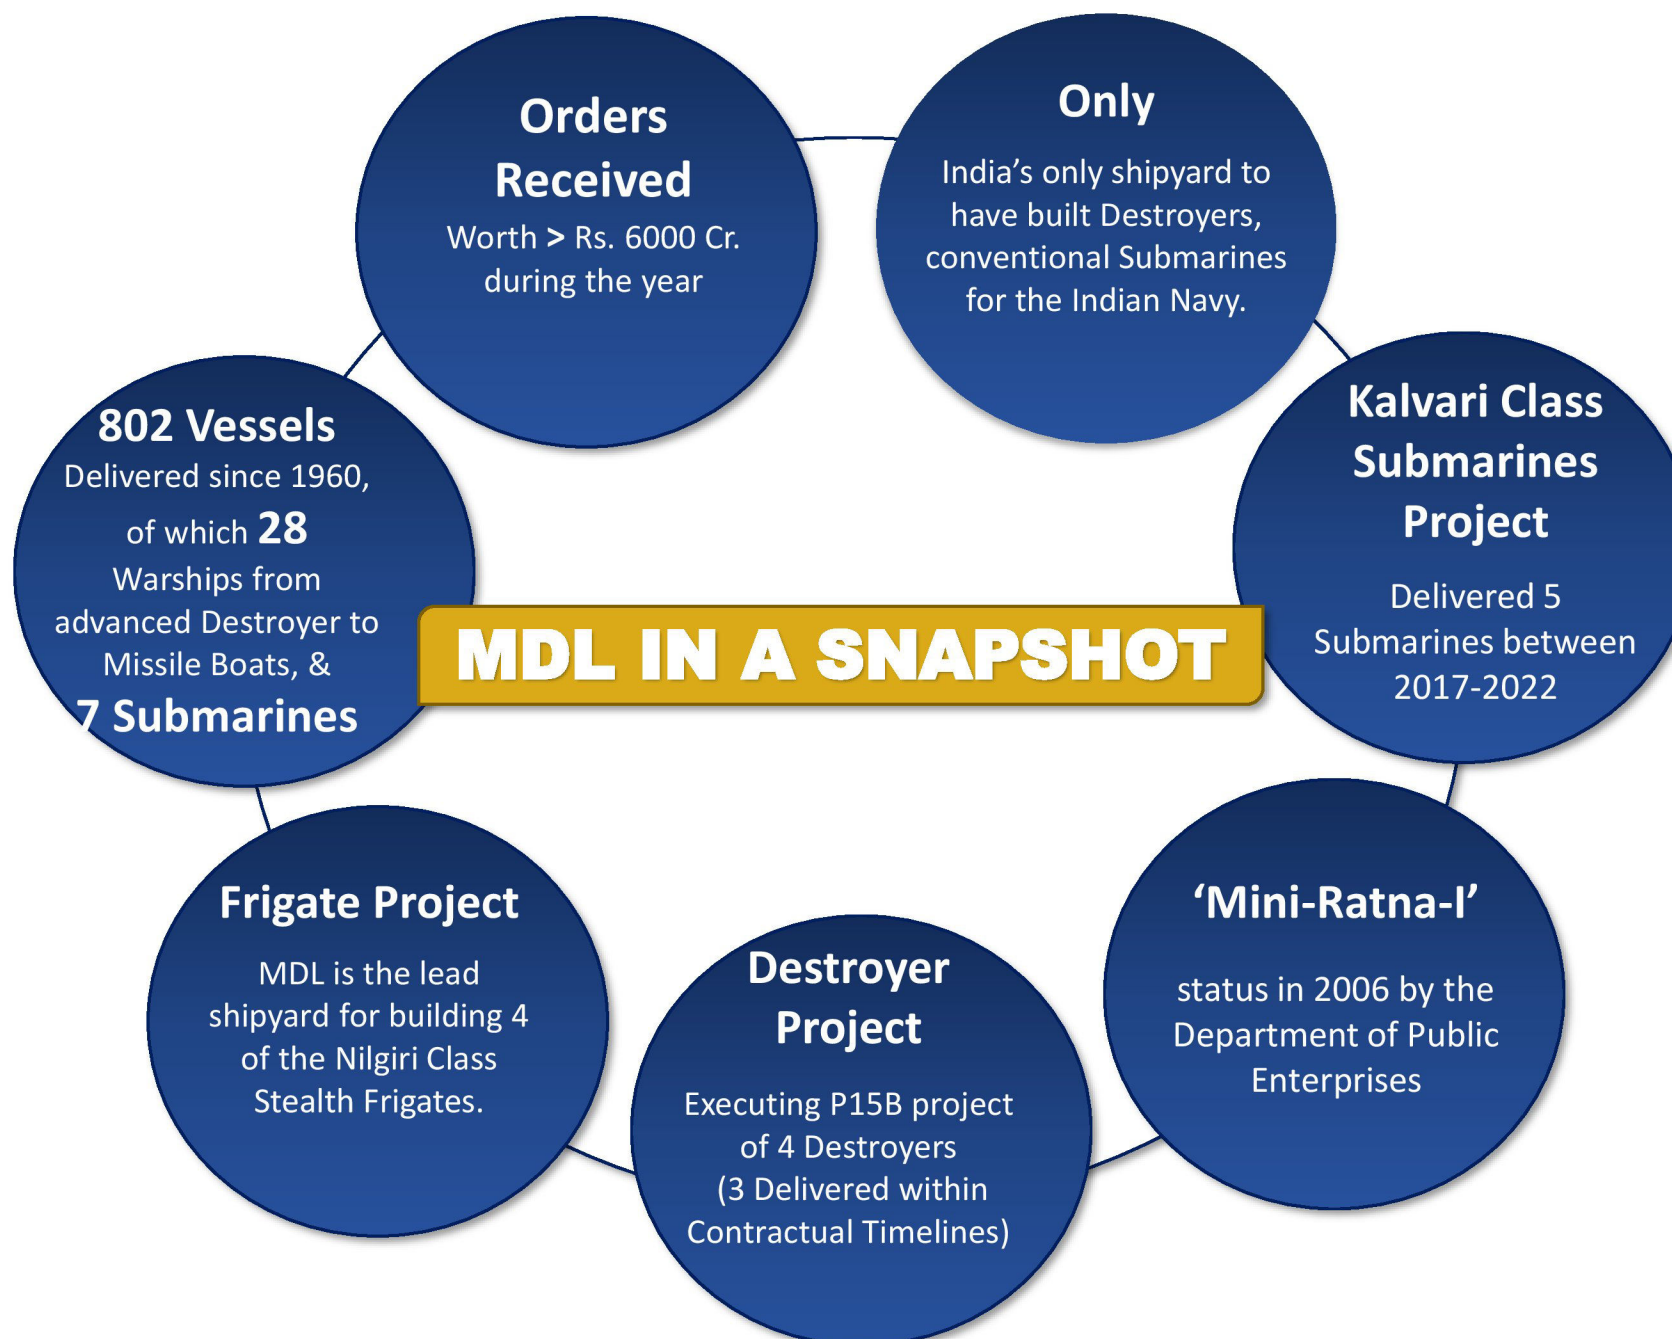 Orders
Received
Worth > Rs. 6000 Cr.
during the year
Only
India’s only shipyard to
have built Destroyers,
conventional Submarines
for the Indian Navy.
802 Vessels
Delivered since 1960,
of which 28
Warships from
advanced Destroyer to
Missile Boats, &
7 Submarines
Kalvari Class
Submarines
Project
Delivered 5
Submarines between
2017-2022
MDL IN A SNAPSHOT
Frigate Project
MDL is the lead
shipyard for building 4
of the Nilgiri Class
Stealth Frigates.
Destroyer
Project
Executing P15B project
of 4 Destroyers
(3 Delivered within
Contractual Timelines)
‘Mini-Ratna-I’
status in 2006 by the
Department of Public
Enterprises